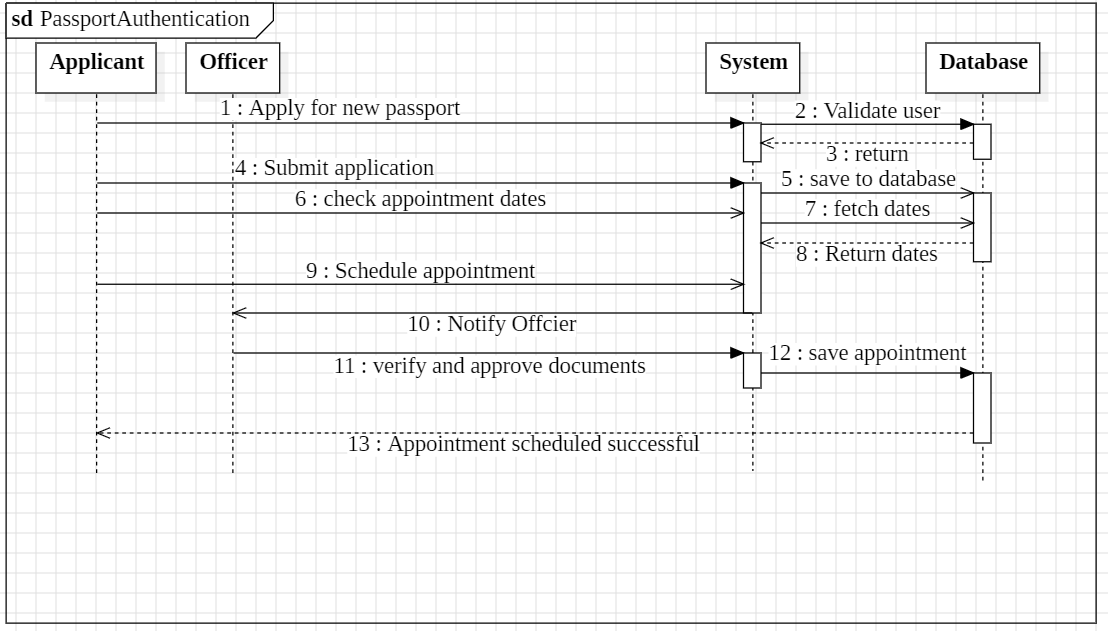 sd PassportAuthentication
Applicant
Officer
System
Database
1 : Apply for new passport
2 : Validate user
3 : return
4 : Submit application
5 : save to database
6 : check appointment dates
7 : fetch dates
8 : Return dates
9 : Schedule appointment
10 : Notify Offcier
11 : verify and approve documents
12 : save appointment
13 : Appointment scheduled successful